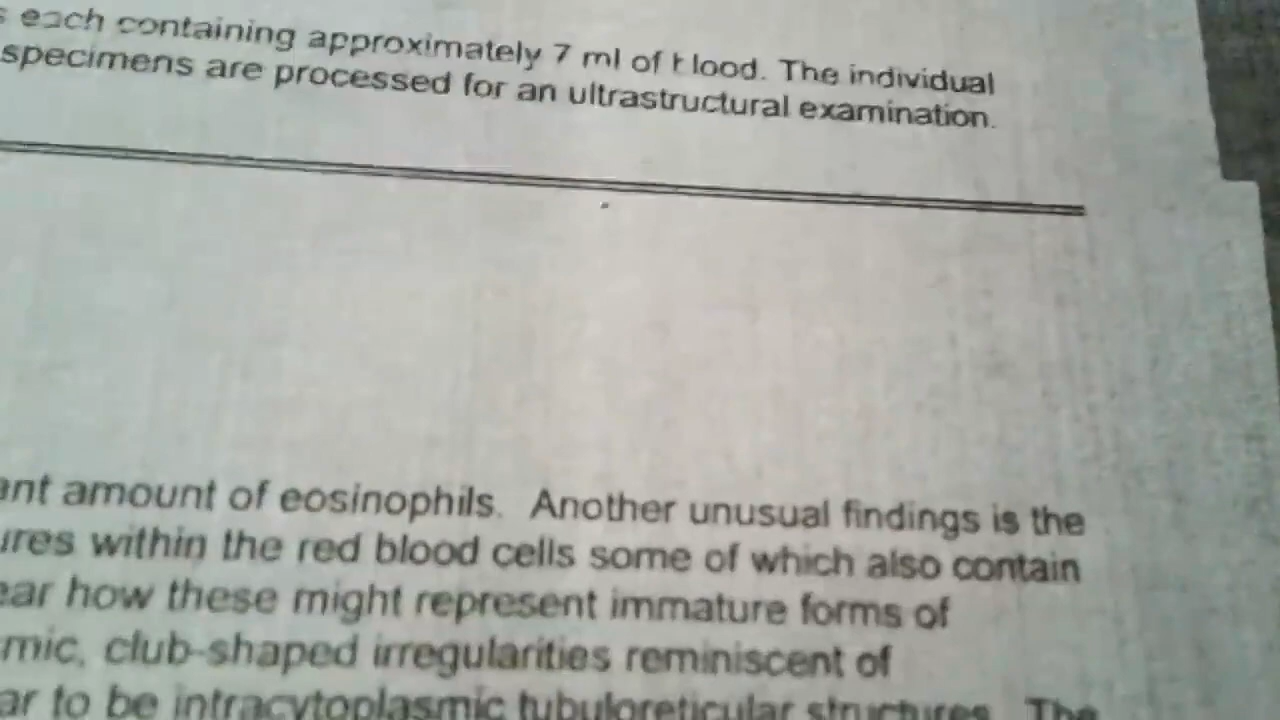 each containing approximately 7 ml of blood. The individual
specimens are processed for an ultrastructural examination.
amount of eosinophils. Another unusual findings is the
within the red blood cells some of which also contain
how these might represent immature forms of
club-shaped irregularities reminiscent of
to be intracytoplasmic tubuloreticular structures. The